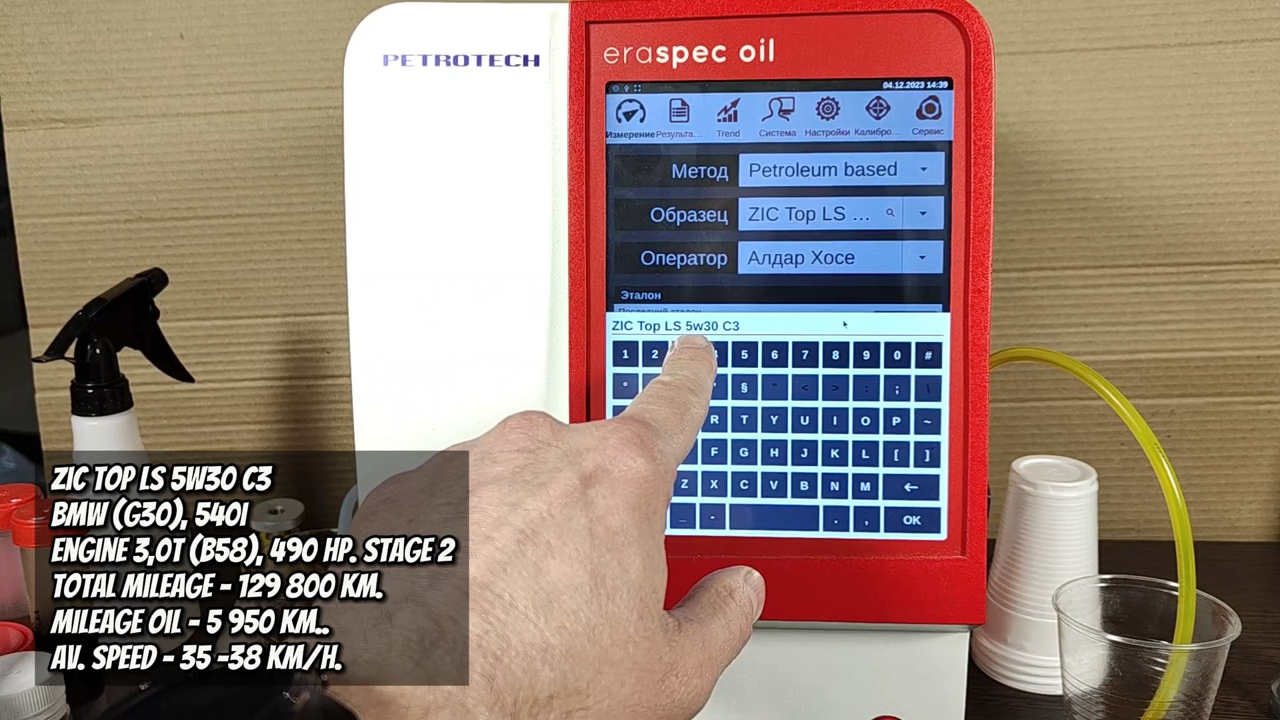 PETROTECH
eraspec oil
04.12.2023 14:39
Измерение
Результа...
Trend
Система
Настройки
Калибро...
Сервис
Метод
Petroleum based
Образец
ZIC Top LS ...
Оператор
Алдар Хосе
Эталон
ZIC Top LS 5w30 C3
1 2 4 5 6 7 8 9 0 #
° § " < > : ; \
R T Y U I O P ~
F G H J K L [ ]
Z X C V B N M ←
_ - . , OK
ZIC TOP LS 5W30 C3
BMW (G30), 540I
ENGINE 3,0T (B58), 490 HP. STAGE 2
TOTAL MILEAGE - 129 800 KM.
MILEAGE OIL - 5 950 KM..
AV. SPEED - 35 -38 KM/H.